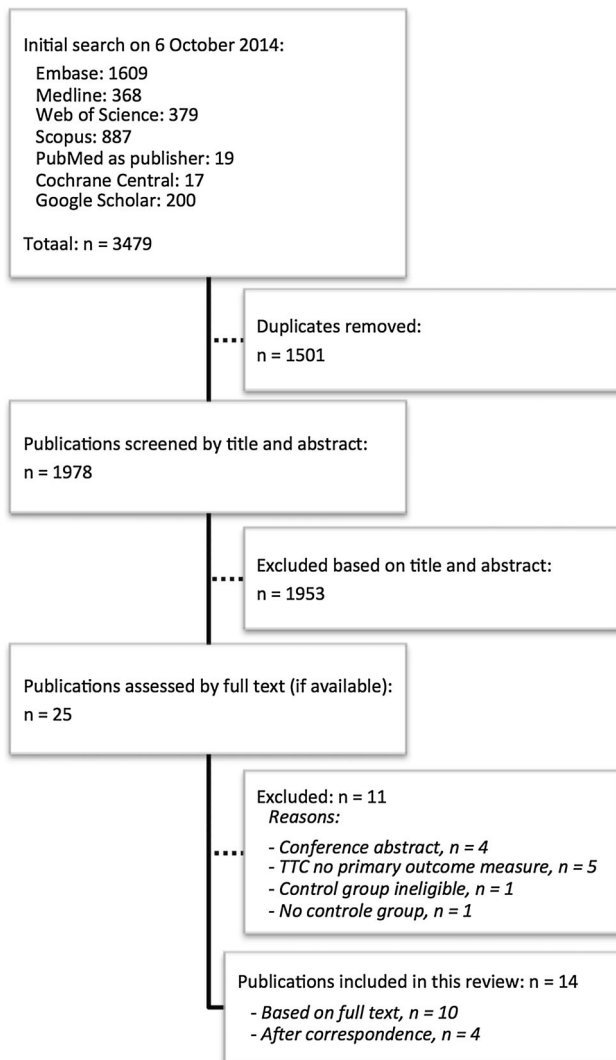 Initial search on 6 October 2014:
Embase: 1609
Medline: 368
Web of Science: 379
Scopus: 887
PubMed as publisher: 19
Cochrane Central: 17
Google Scholar: 200
Totaal: n = 3479
Duplicates removed:
n = 1501
Publications screened by title and abstract:
n = 1978
Excluded based on title and abstract:
n = 1953
Publications assessed by full text (if available):
n = 25
Excluded: n = 11
Reasons:
- Conference abstract, n = 4
- TTC no primary outcome measure, n = 5
- Control group ineligible, n = 1
- No controle group, n = 1
Publications included in this review: n = 14
- Based on full text, n = 10
- After correspondence, n = 4